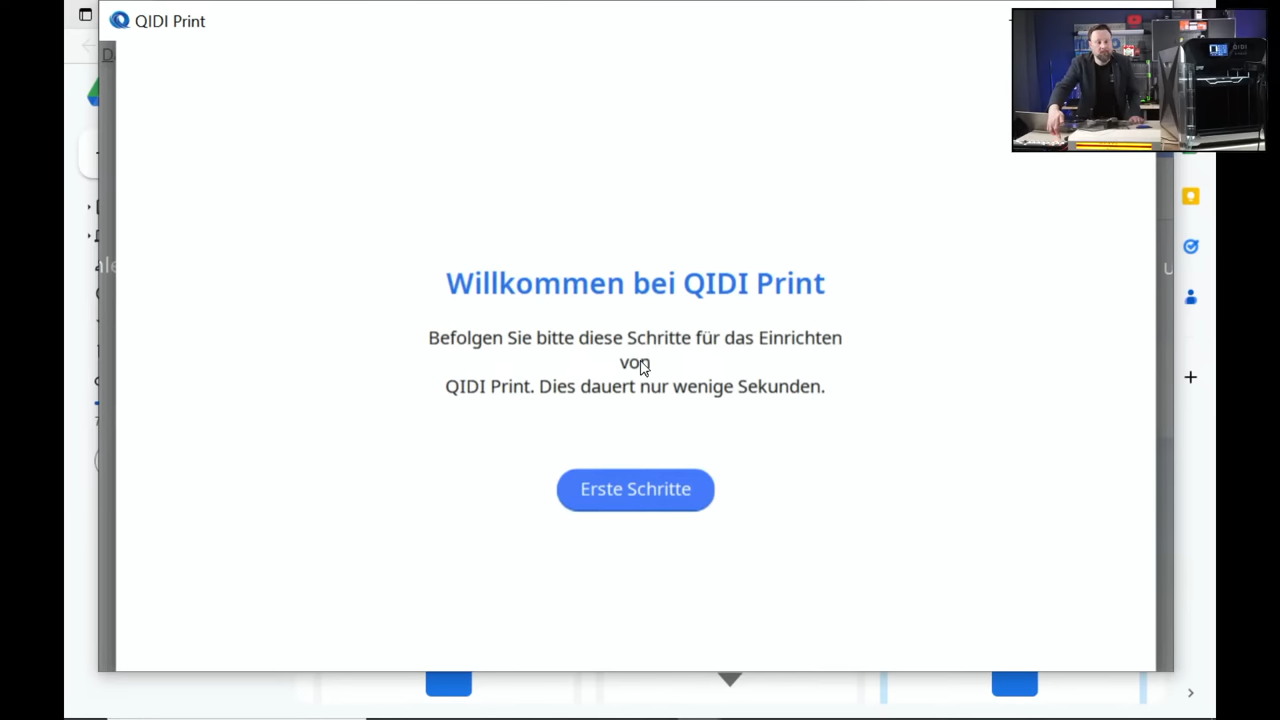 QIDI Print
Willkommen bei QIDI Print
Befolgen Sie bitte diese Schritte für das Einrichten
von
QIDI Print. Dies dauert nur wenige Sekunden.
Erste Schritte
QIDI